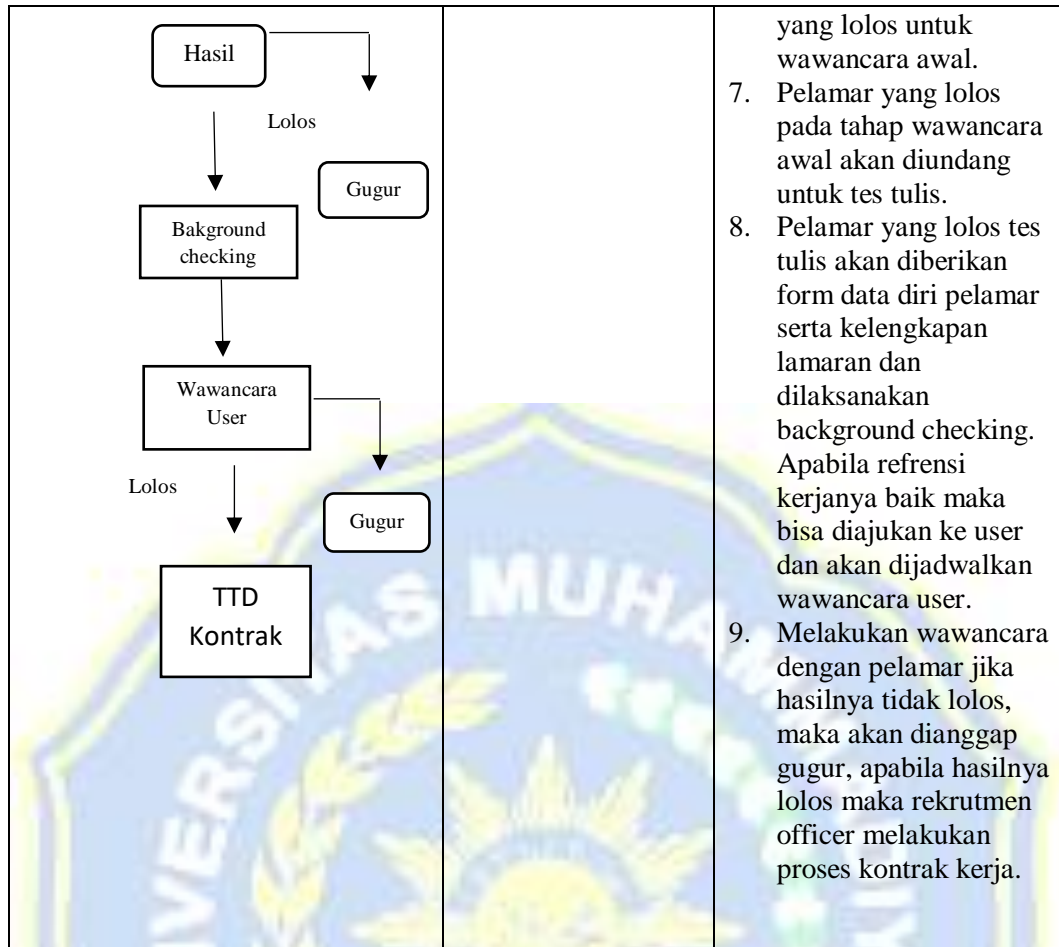 Hasil
Lolos
Gugur
Bakground
checking
Wawancara
User
Lolos
Gugur
TTD
Kontrak
yang lolos untuk
wawancara awal.
7. Pelamar yang lolos
pada tahap wawancara
awal akan diundang
untuk tes tulis.
8. Pelamar yang lolos tes
tulis akan diberikan
form data diri pelamar
serta kelengkapan
lamaran dan
dilaksanakan
background checking.
Apabila refrensi
kerjanya baik maka
bisa diajukan ke user
dan akan dijadwalkan
wawancara user.
9. Melakukan wawancara
dengan pelamar jika
hasilnya tidak lolos,
maka akan dianggap
gugur, apabila hasilnya
lolos maka rekrutmen
officer melakukan
proses kontrak kerja.